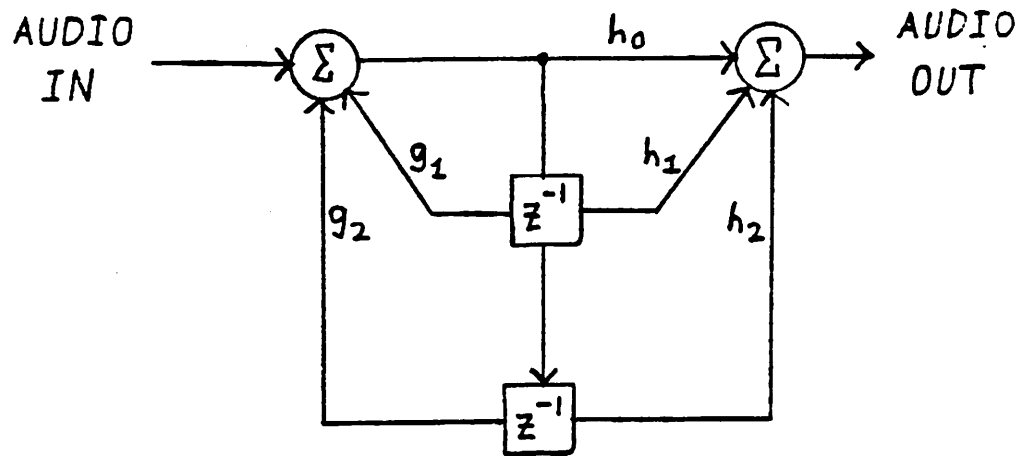 AUDIO
IN
Σ
h₀
Σ
AUDIO
OUT
g₁
h₁
z⁻¹
g₂
h₂
z⁻¹